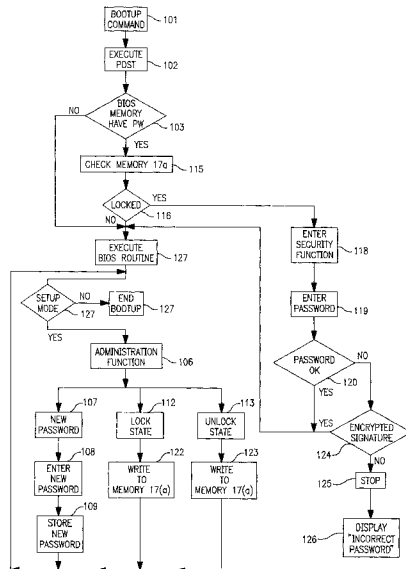 BOOTUP
COMMAND
101
EXECUTE
POST
102
BIOS
MEMORY
HAVE PW
103
NO
YES
CHECK MEMORY 17a
115
LOCKED
116
YES
NO
EXECUTE
BIOS ROUTINE
127
ENTER
SECURITY
FUNCTION
118
SETUP
MODE
127
NO
END
BOOTUP
127
YES
ENTER
PASSWORD
119
ADMINISTRATION
FUNCTION
106
PASSWORD
OK
120
NO
YES
NEW
PASSWORD
107
LOCK
STATE
112
UNLOCK
STATE
113
YES
ENCRYPTED
SIGNATURE
124
NO
ENTER
NEW
PASSWORD
108
WRITE
TO
MEMORY 17(a)
122
WRITE
TO
MEMORY 17(a)
123
STOP
125
STORE
NEW
PASSWORD
109
DISPLAY
"INCORRECT
PASSWORD"
126